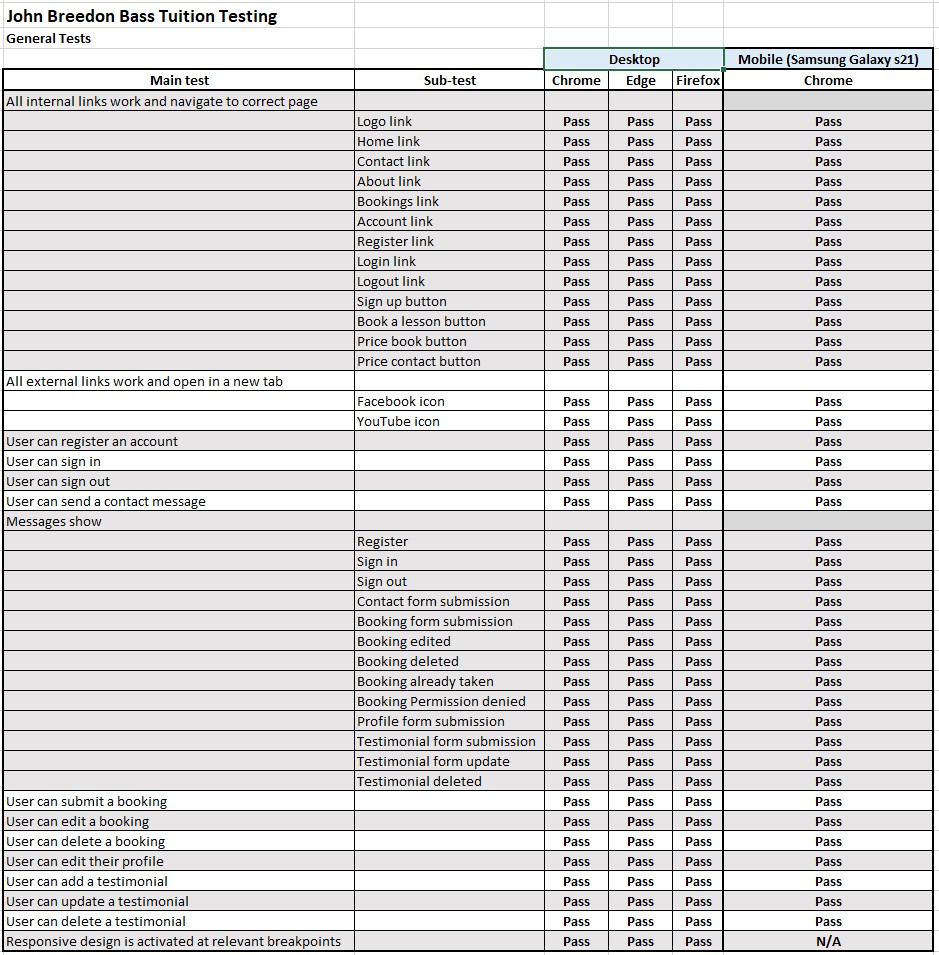 John Breedon Bass Tuition Testing
General Tests
Desktop Mobile (Samsung Galaxy s21)
Main test Sub-test Chrome Edge Firefox Chrome
All internal links work and navigate to correct page
Logo link Pass Pass Pass Pass
Home link Pass Pass Pass Pass
Contact link Pass Pass Pass Pass
About link Pass Pass Pass Pass
Bookings link Pass Pass Pass Pass
Account link Pass Pass Pass Pass
Register link Pass Pass Pass Pass
Login link Pass Pass Pass Pass
Logout link Pass Pass Pass Pass
Sign up button Pass Pass Pass Pass
Book a lesson button Pass Pass Pass Pass
Price book button Pass Pass Pass Pass
Price contact button Pass Pass Pass Pass
All external links work and open in a new tab
Facebook icon Pass Pass Pass Pass
YouTube icon Pass Pass Pass Pass
User can register an account Pass Pass Pass Pass
User can sign in Pass Pass Pass Pass
User can sign out Pass Pass Pass Pass
User can send a contact message Pass Pass Pass Pass
Messages show
Register Pass Pass Pass Pass
Sign in Pass Pass Pass Pass
Sign out Pass Pass Pass Pass
Contact form submission Pass Pass Pass Pass
Booking form submission Pass Pass Pass Pass
Booking edited Pass Pass Pass Pass
Booking deleted Pass Pass Pass Pass
Booking already taken Pass Pass Pass Pass
Booking Permission denied Pass Pass Pass Pass
Profile form submission Pass Pass Pass Pass
Testimonial form submission Pass Pass Pass Pass
Testimonial form update Pass Pass Pass Pass
Testimonial deleted Pass Pass Pass Pass
User can submit a booking Pass Pass Pass Pass
User can edit a booking Pass Pass Pass Pass
User can delete a booking Pass Pass Pass Pass
User can edit their profile Pass Pass Pass Pass
User can add a testimonial Pass Pass Pass Pass
User can update a testimonial Pass Pass Pass Pass
User can delete a testimonial Pass Pass Pass Pass
Responsive design is activated at relevant breakpoints Pass Pass Pass N/A